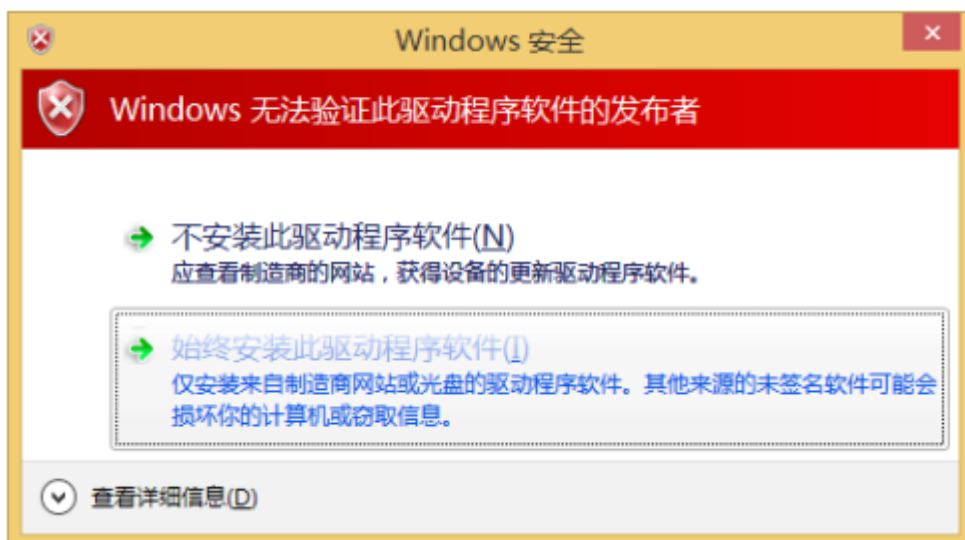 Windows 安全
Windows 无法验证此驱动程序软件的发布者
不安装此驱动程序软件(N)
应查看制造商的网站，获得设备的更新驱动程序软件。
始终安装此驱动程序软件(I)
仅安装来自制造商网站或光盘的驱动程序软件。其他来源的未签名软件可能会
损坏你的计算机或窃取信息。
查看详细信息(D)